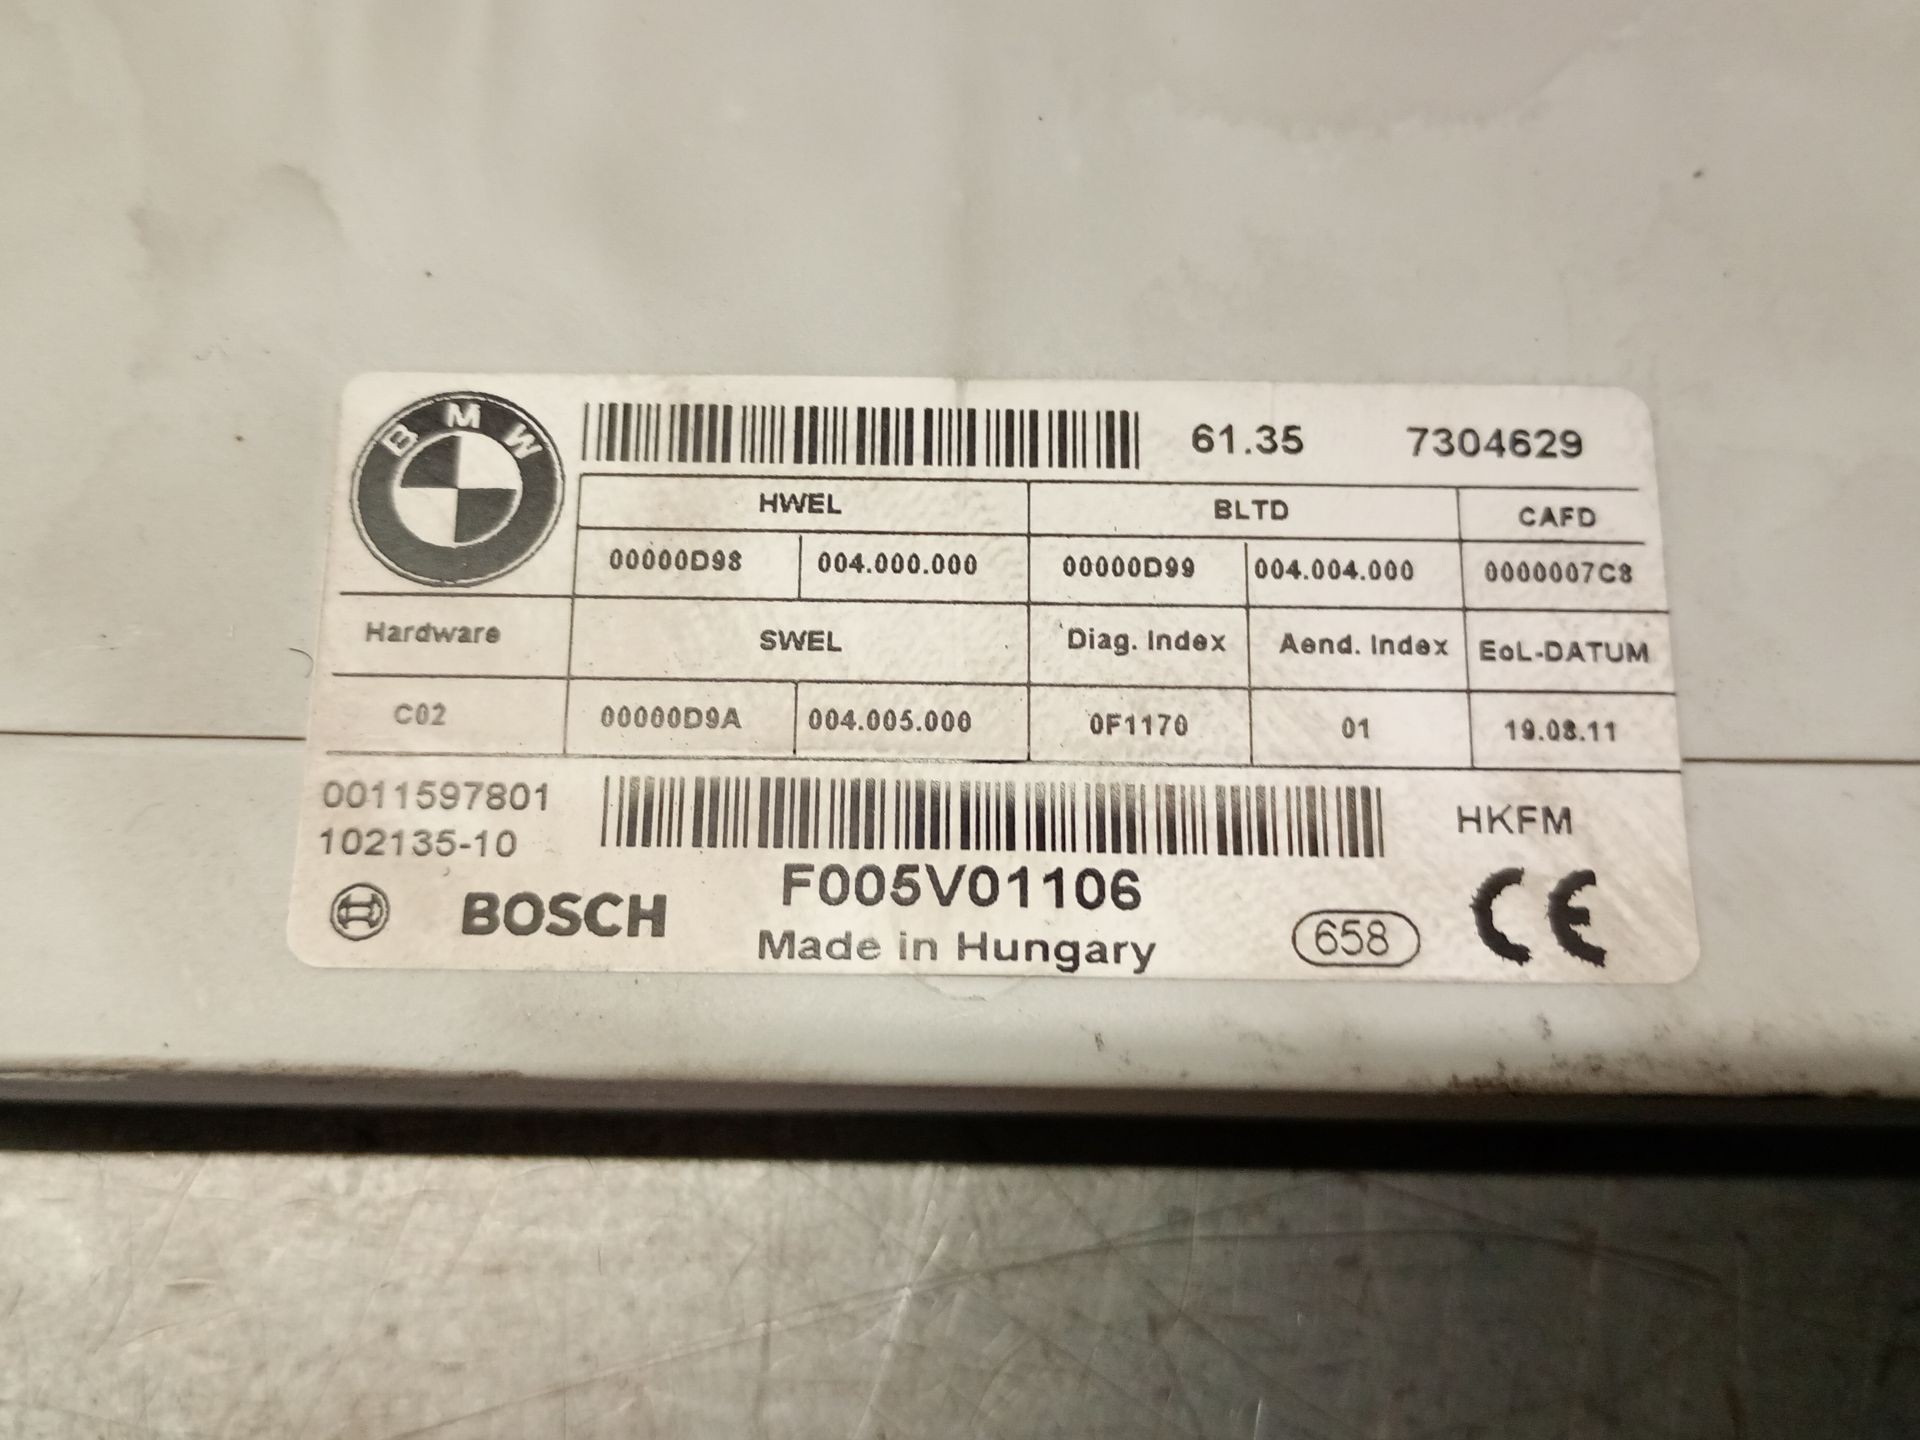 BMW
61.35 7304629
HWEL BLTD CAFD
00000D98 004.000.000 00000D99 004.004.000 0000007C8
Hardware SWEL Diag. Index Aend. Index EoL-DATUM
C02 00000D9A 004.005.000 0F1170 01 19.08.11
0011597801 HKFM
102135-10
F005V01106
BOSCH 658 CE
Made in Hungary